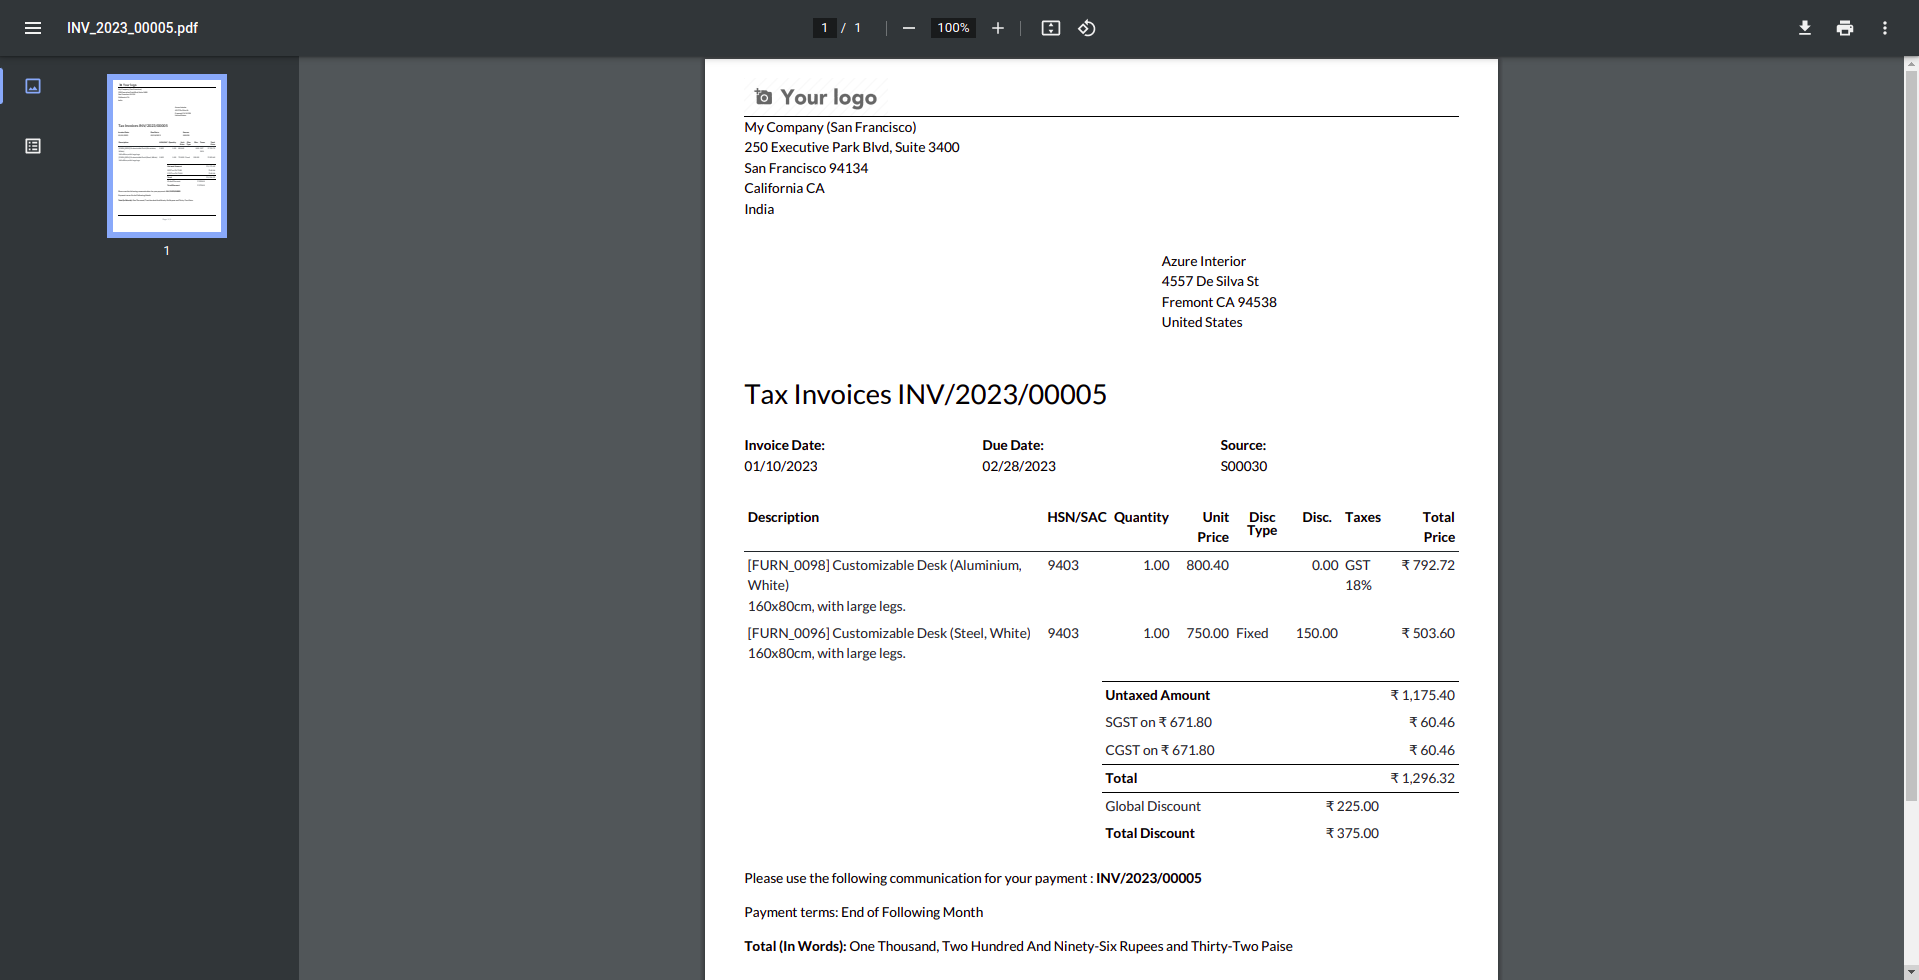 INV_2023_00005.pdf
1 / 1
100%
1
Your logo
My Company (San Francisco)
250 Executive Park Blvd, Suite 3400
San Francisco 94134
California CA
India
Azure Interior
4557 De Silva St
Fremont CA 94538
United States
Tax Invoices INV/2023/00005
Invoice Date: Due Date: Source:
01/10/2023 02/28/2023 S00030
Description HSN/SAC Quantity Unit Price Disc Type Disc. Taxes Total Price
[FURN_0098] Customizable Desk (Aluminium, 9403 1.00 800.40 0.00 GST ₹ 792.72
White) 18%
160x80cm, with large legs.
[FURN_0096] Customizable Desk (Steel, White) 9403 1.00 750.00 Fixed 150.00 ₹ 503.60
160x80cm, with large legs.
Untaxed Amount ₹ 1,175.40
SGST on ₹ 671.80 ₹ 60.46
CGST on ₹ 671.80 ₹ 60.46
Total ₹ 1,296.32
Global Discount ₹ 225.00
Total Discount ₹ 375.00
Please use the following communication for your payment : INV/2023/00005
Payment terms: End of Following Month
Total (In Words): One Thousand, Two Hundred And Ninety-Six Rupees and Thirty-Two Paise